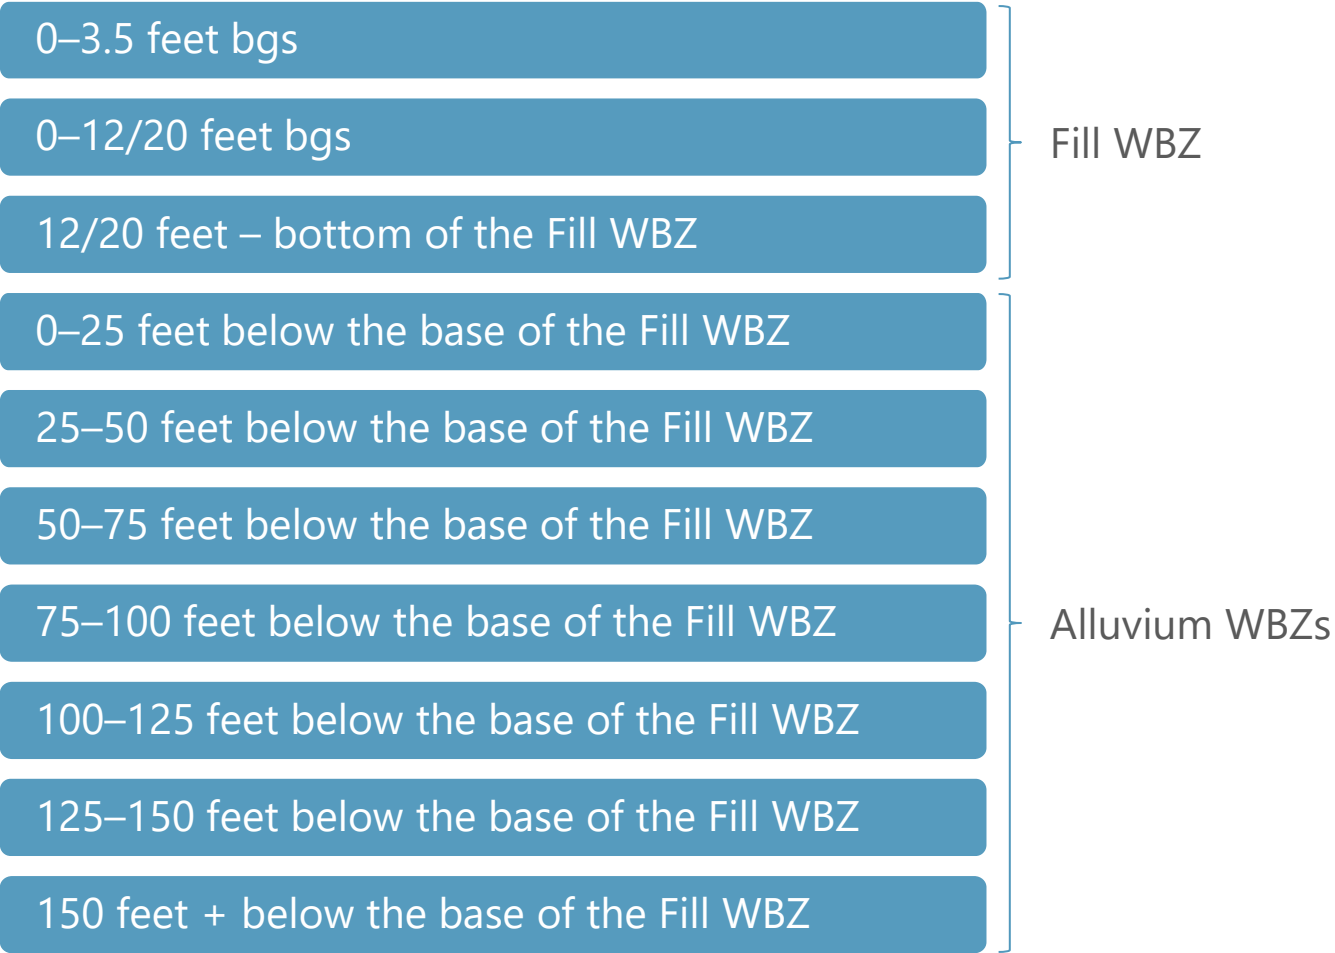 0–3.5 feet bgs
0–12/20 feet bgs
Fill WBZ
12/20 feet – bottom of the Fill WBZ
0–25 feet below the base of the Fill WBZ
25–50 feet below the base of the Fill WBZ
50–75 feet below the base of the Fill WBZ
75–100 feet below the base of the Fill WBZ
Alluvium WBZs
100–125 feet below the base of the Fill WBZ
125–150 feet below the base of the Fill WBZ
150 feet + below the base of the Fill WBZ